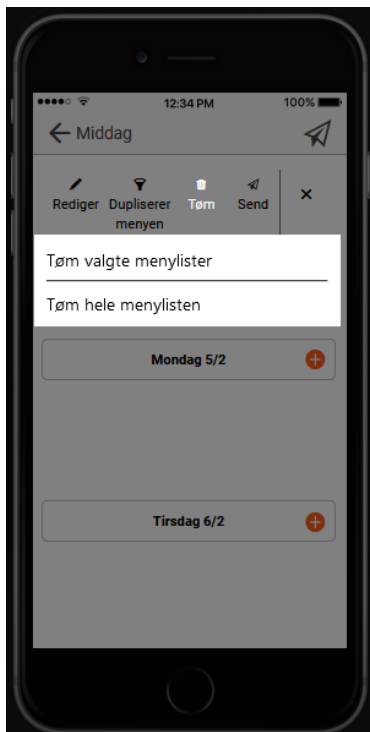 12:34 PM 100%
Middag
Rediger Dupliserer menyen Tøm Send ×
Tøm valgte menylister
Tøm hele menylisten
Mondag 5/2
Tirsdag 6/2